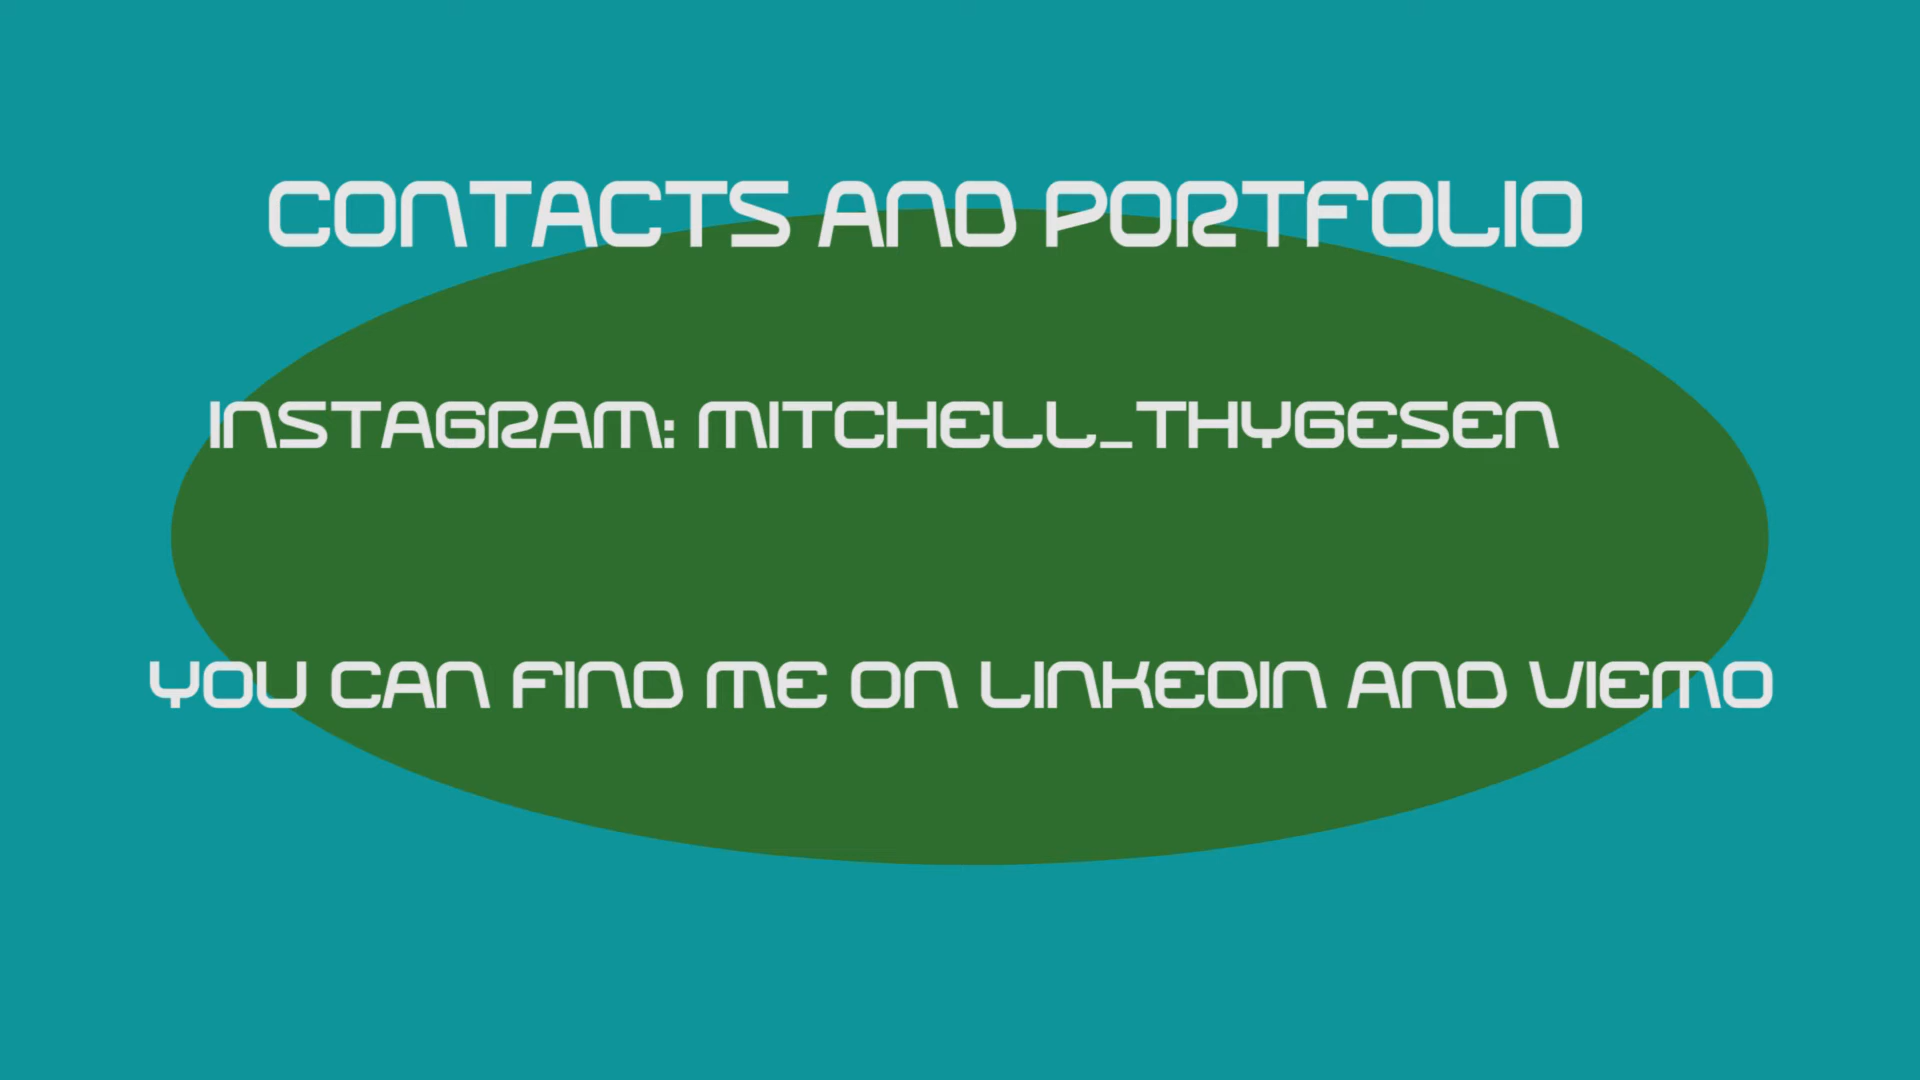 CONTACTS AND PORTFOLIO
INSTAGRAM: MITCHELL_THYGESEN
YOU CAN FIND ME ON LINKEDIN AND VIEMO